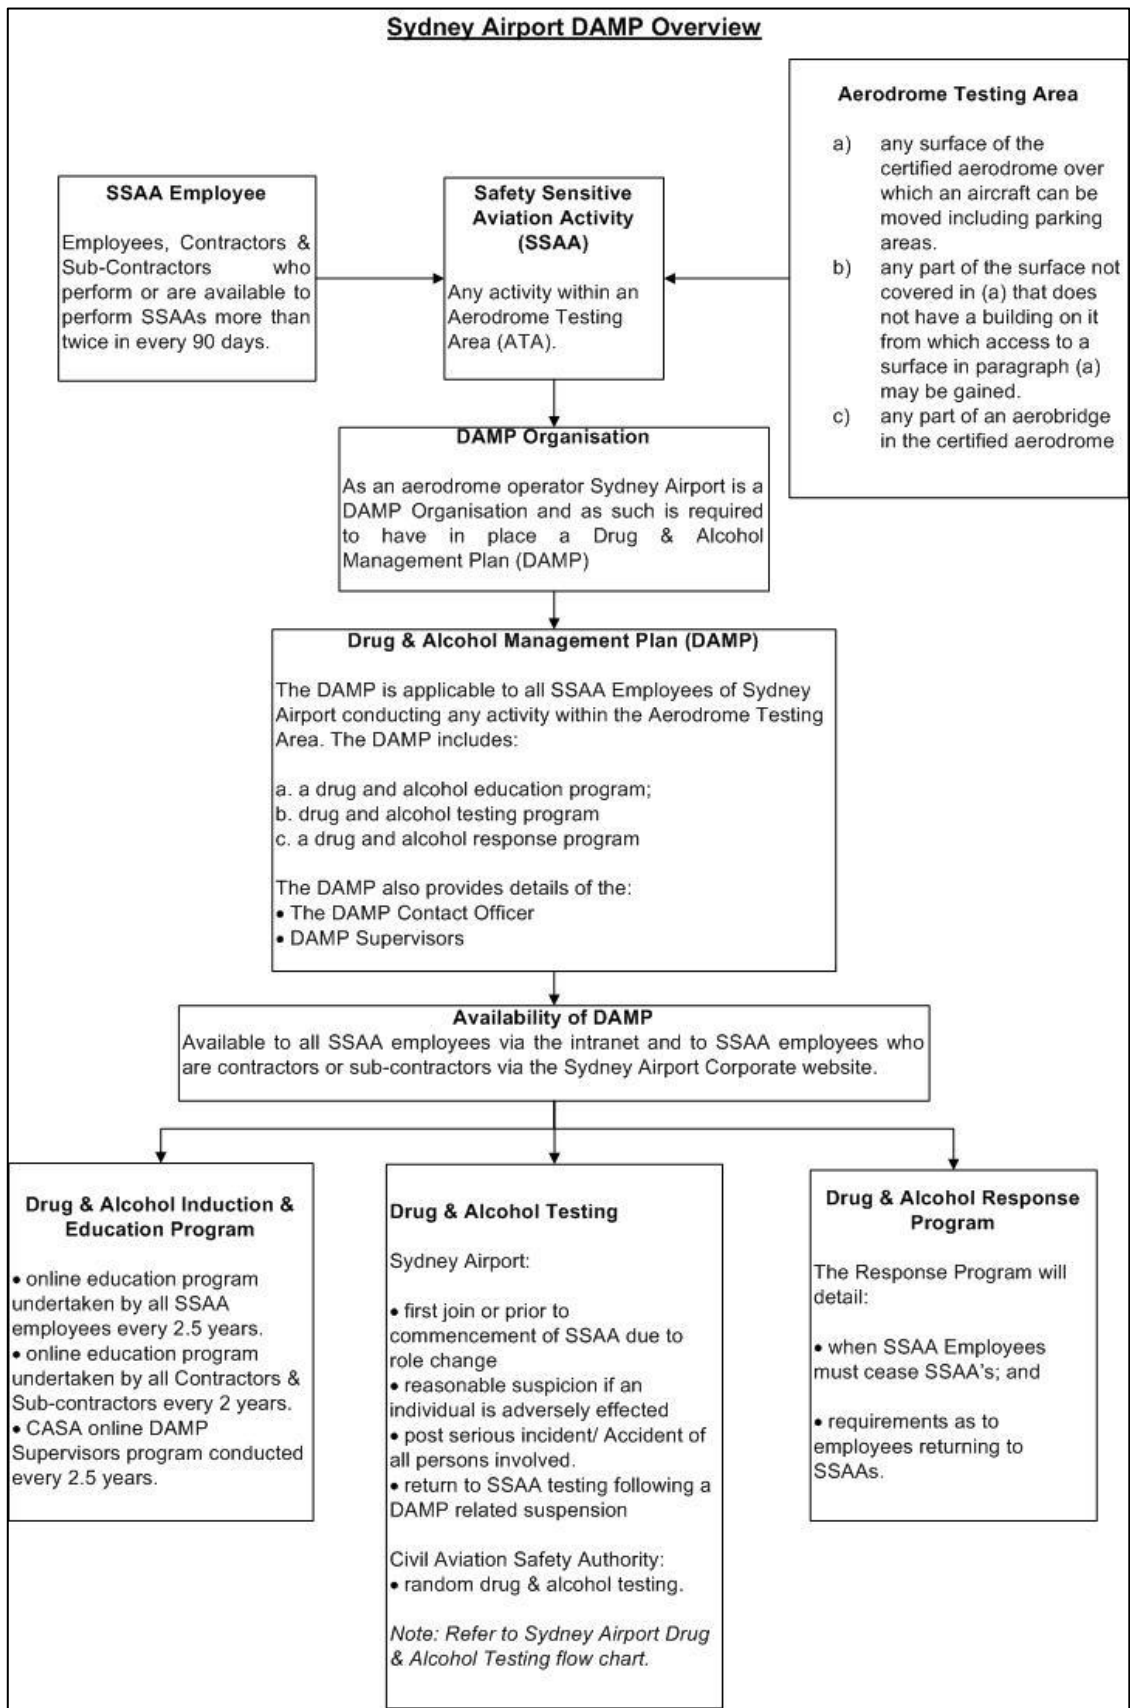 Sydney Airport DAMP Overview
SSAA Employee
Employees, Contractors &
Sub-Contractors who
perform or are available to
perform SSAAs more than
twice in every 90 days.
Safety Sensitive
Aviation Activity
(SSAA)
Any activity within an
Aerodrome Testing
Area (ATA).
Aerodrome Testing Area
a) any surface of the
certified aerodrome over
which an aircraft can be
moved including parking
areas.
b) any part of the surface not
covered in (a) that does
not have a building on it
from which access to a
surface in paragraph (a)
may be gained.
c) any part of an aerobridge
in the certified aerodrome
DAMP Organisation
As an aerodrome operator Sydney Airport is a
DAMP Organisation and as such is required
to have in place a Drug & Alcohol
Management Plan (DAMP)
Drug & Alcohol Management Plan (DAMP)
The DAMP is applicable to all SSAA Employees of Sydney
Airport conducting any activity within the Aerodrome Testing
Area. The DAMP includes:
a. a drug and alcohol education program;
b. drug and alcohol testing program
c. a drug and alcohol response program
The DAMP also provides details of the:
• The DAMP Contact Officer
• DAMP Supervisors
Availability of DAMP
Available to all SSAA employees via the intranet and to SSAA employees who
are contractors or sub-contractors via the Sydney Airport Corporate website.
Drug & Alcohol Induction &
Education Program
• online education program
undertaken by all SSAA
employees every 2.5 years.
• online education program
undertaken by all Contractors &
Sub-contractors every 2 years.
• CASA online DAMP
Supervisors program conducted
every 2.5 years.
Drug & Alcohol Testing
Sydney Airport:
• first join or prior to
commencement of SSAA due to
role change
• reasonable suspicion if an
individual is adversely effected
• post serious incident/ Accident of
all persons involved.
• return to SSAA testing following a
DAMP related suspension
Civil Aviation Safety Authority:
• random drug & alcohol testing.
Note: Refer to Sydney Airport Drug
& Alcohol Testing flow chart.
Drug & Alcohol Response
Program
The Response Program will
detail:
• when SSAA Employees
must cease SSAA's; and
• requirements as to
employees returning to
SSAAs.